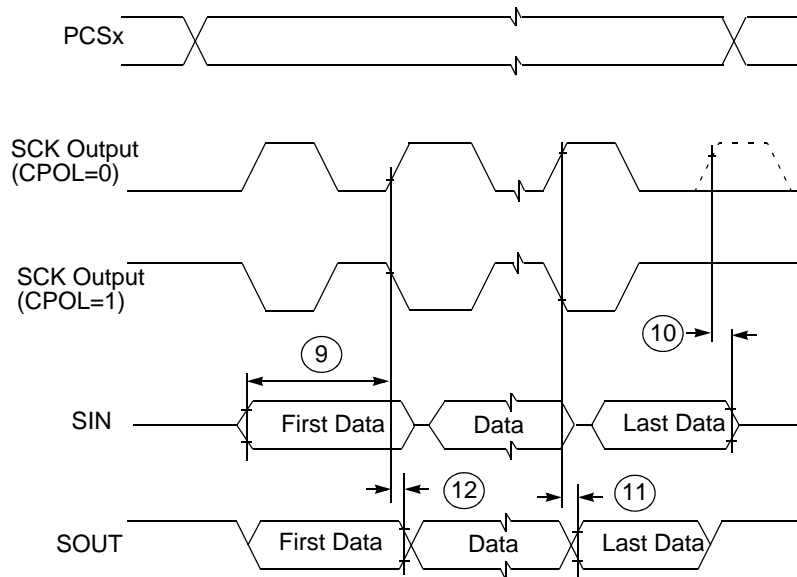 PCSx
SCK Output
(CPOL=0)
SCK Output
(CPOL=1)
9
10
SIN
First Data
Data
Last Data
12
11
SOUT
First Data
Data
Last Data